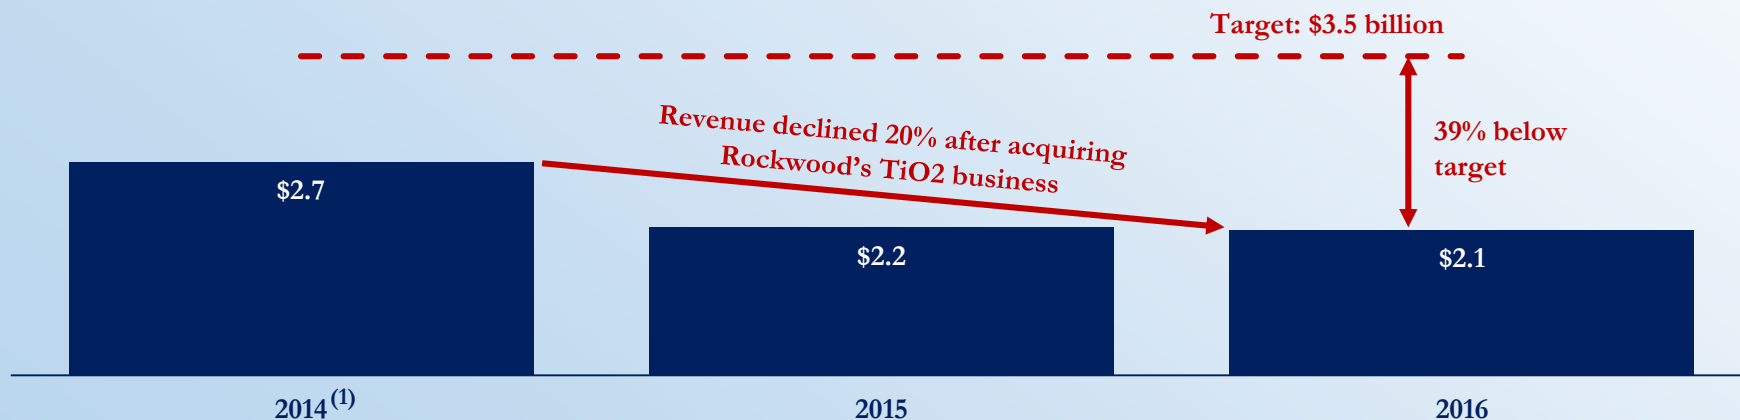 Target: $3.5 billion
Revenue declined 20% after acquiring
Rockwood’s TiO2 business
39% below
target
$2.7
$2.2
$2.1
2014 (1)
2015
2016